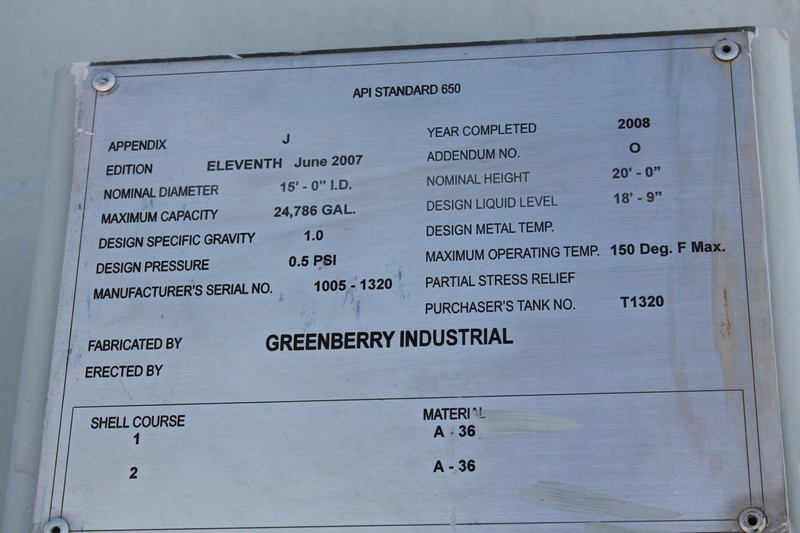 API STANDARD 650
APPENDIX J YEAR COMPLETED 2008
EDITION ELEVENTH June 2007 ADDENDUM NO. O
NOMINAL DIAMETER 15' - 0" I.D. NOMINAL HEIGHT 20' - 0"
MAXIMUM CAPACITY 24,786 GAL. DESIGN LIQUID LEVEL 18' - 9"
DESIGN SPECIFIC GRAVITY 1.0 DESIGN METAL TEMP.
DESIGN PRESSURE 0.5 PSI MAXIMUM OPERATING TEMP. 150 Deg. F Max.
MANUFACTURER'S SERIAL NO. 1005 - 1320 PARTIAL STRESS RELIEF
PURCHASER'S TANK NO. T1320
FABRICATED BY GREENBERRY INDUSTRIAL
ERECTED BY
SHELL COURSE MATERIAL
1 A - 36
2 A - 36